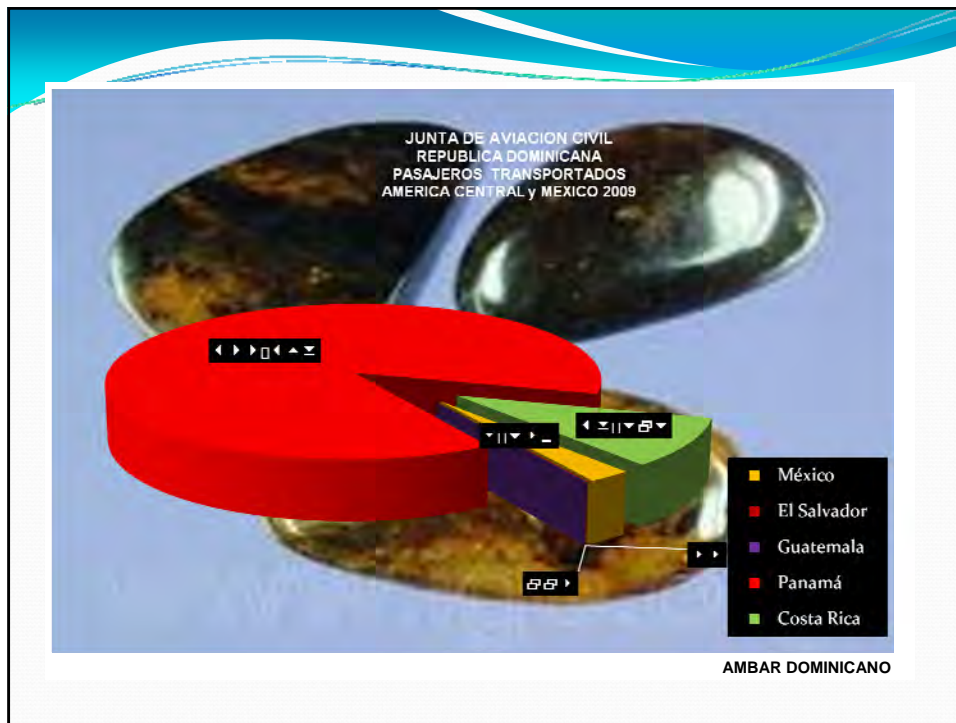 JUNTA DE AVIACION CIVIL
REPUBLICA DOMINICANA
PASAJEROS TRANSPORTADOS
AMERICA CENTRAL y MEXICO 2009
México
El Salvador
Guatemala
Panamá
Costa Rica
AMBAR DOMINICANO